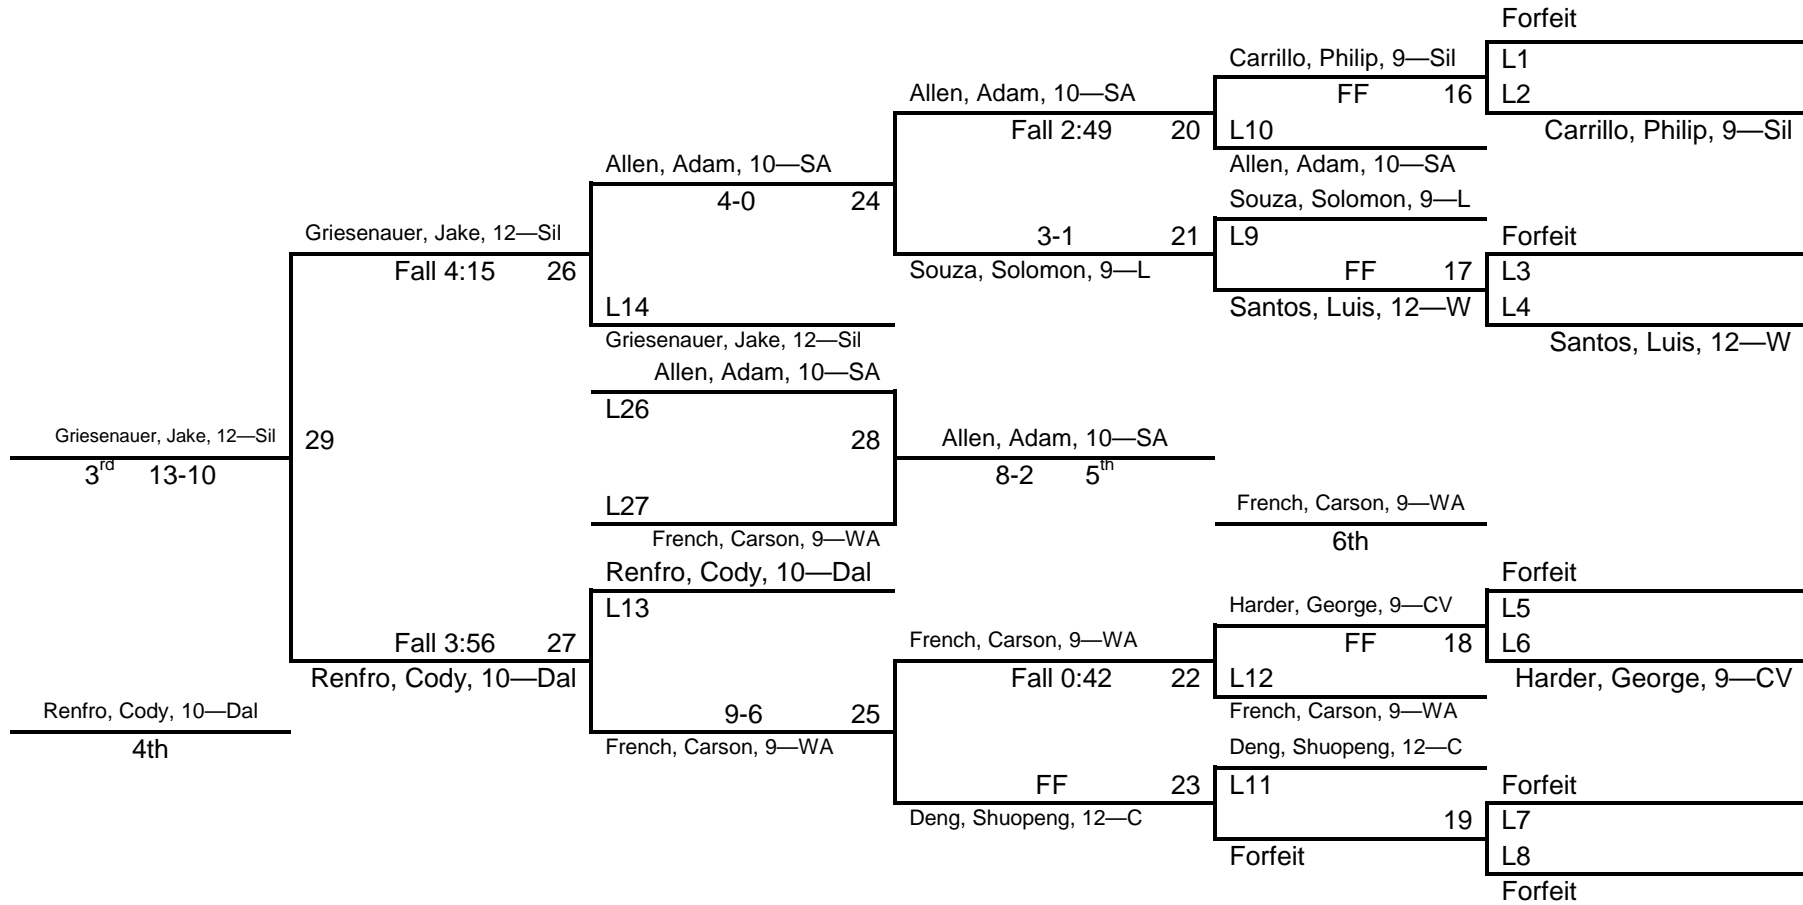 Forfeit
Carrillo, Philip, 9—Sil
L1
Allen, Adam, 10—SA
FF 16
L2
Fall 2:49 20
L10
Carrillo, Philip, 9—Sil
Allen, Adam, 10—SA
Allen, Adam, 10—SA
4-0 24
Souza, Solomon, 9—L
Griesenauer, Jake, 12—Sil
3-1 21
L9
Forfeit
Fall 4:15 26
Souza, Solomon, 9—L
FF 17
L3
L14
Santos, Luis, 12—W
L4
Griesenauer, Jake, 12—Sil
Santos, Luis, 12—W
Allen, Adam, 10—SA
L26
Griesenauer, Jake, 12—Sil
29
28
Allen, Adam, 10—SA
3rd 13-10
8-2 5th
L27
French, Carson, 9—WA
French, Carson, 9—WA
6th
Renfro, Cody, 10—Dal
Forfeit
L13
Harder, George, 9—CV
L5
Fall 3:56 27
French, Carson, 9—WA
FF 18
L6
Renfro, Cody, 10—Dal
Fall 0:42 22
L12
Harder, George, 9—CV
Renfro, Cody, 10—Dal
9-6 25
French, Carson, 9—WA
4th
French, Carson, 9—WA
Deng, Shuopeng, 12—C
FF 23
L11
Forfeit
Deng, Shuopeng, 12—C
19
L7
Forfeit
L8
Forfeit